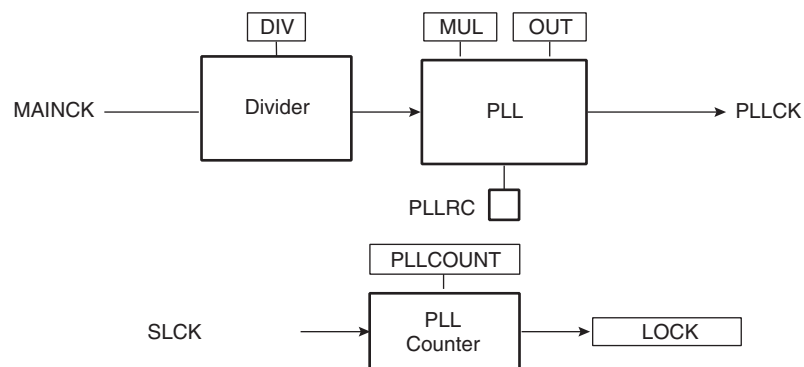 DIV
MUL
OUT
MAINCK
Divider
PLL
PLLCK
PLLRC
PLLCOUNT
SLCK
PLL
Counter
LOCK